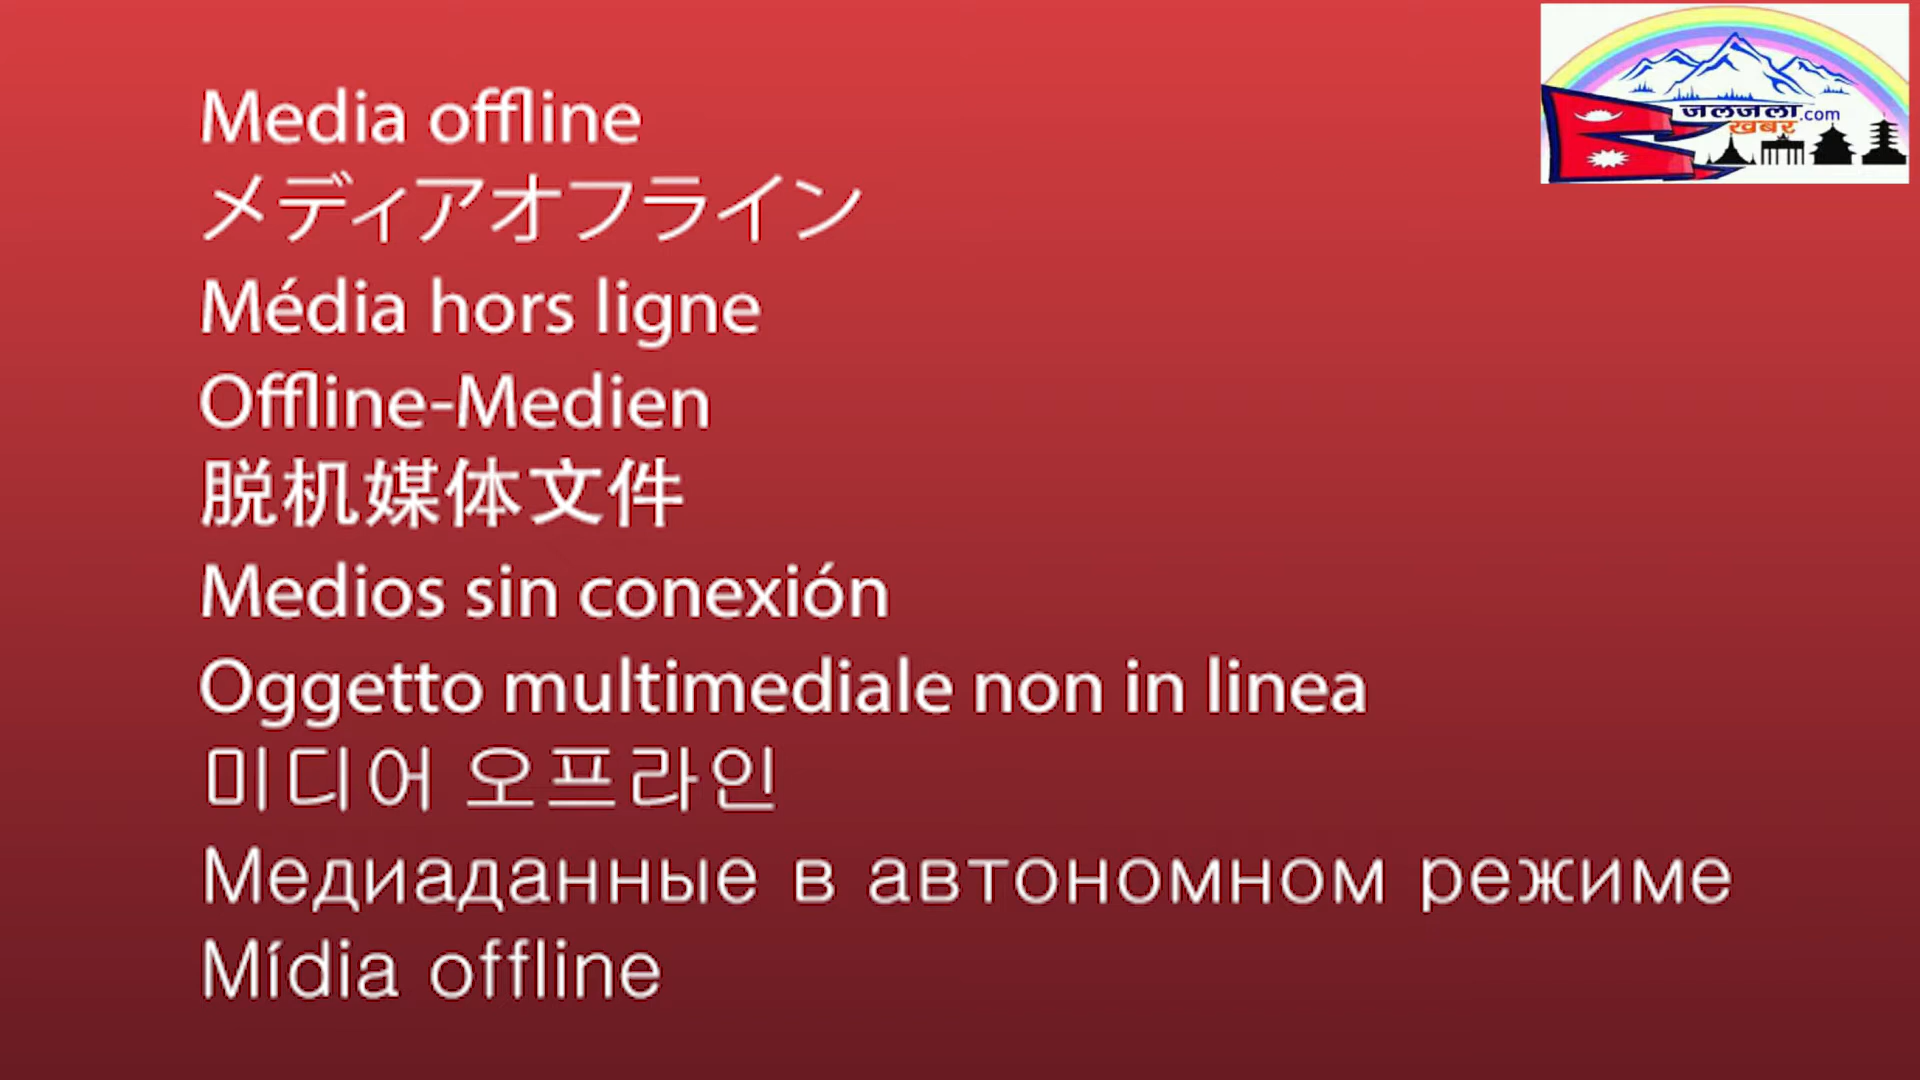 Media offline
メディアオフライン
Média hors ligne
Offline-Medien
脱机媒体文件
Medios sin conexión
Oggetto multimediale non in linea
미디어 오프라인
Медиаданные в автономном режиме
Mídia offline
जलजला.com
खबर